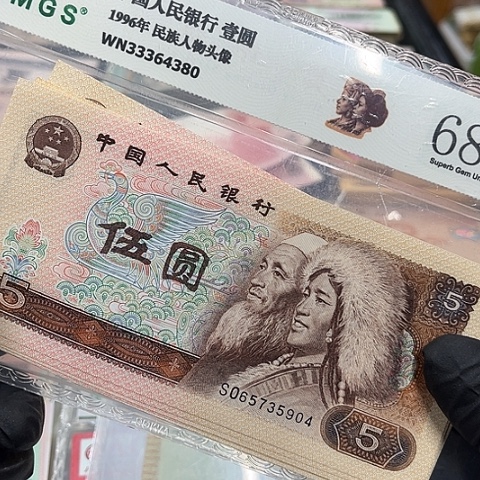 MGS®
国人民银行 壹圆
1996年 民族人物头像
WN33364380
68
Superb Gem Un
中国人民银行
伍圆
5
5
S065735904
5